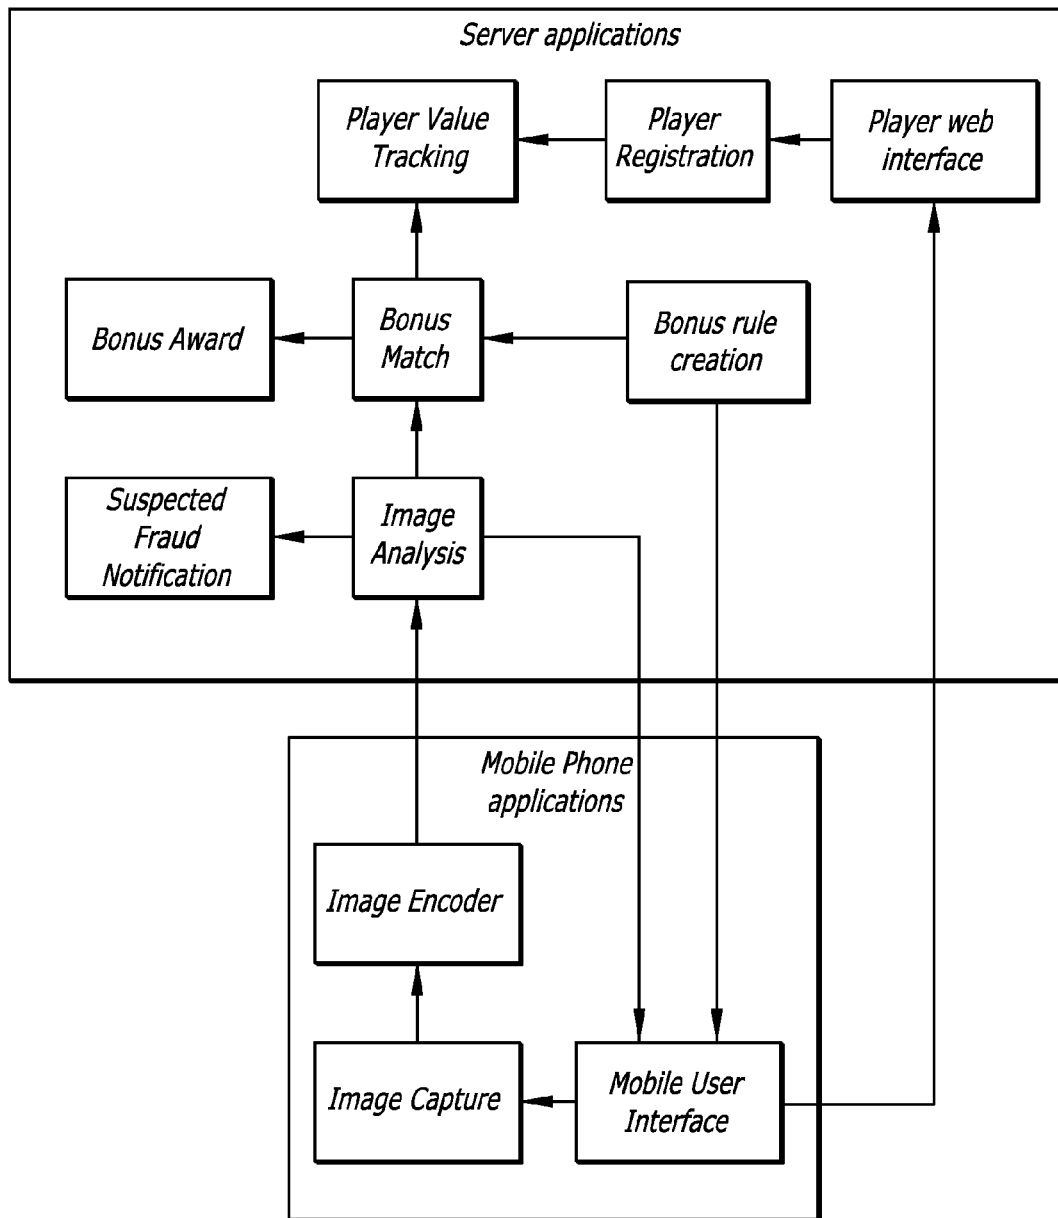 Server applications
Player Value
Tracking
Player
Registration
Player web
interface
Bonus Award
Bonus
Match
Bonus rule
creation
Suspected
Fraud
Notification
Image
Analysis
Mobile Phone
applications
Image Encoder
Image Capture
Mobile User
Interface